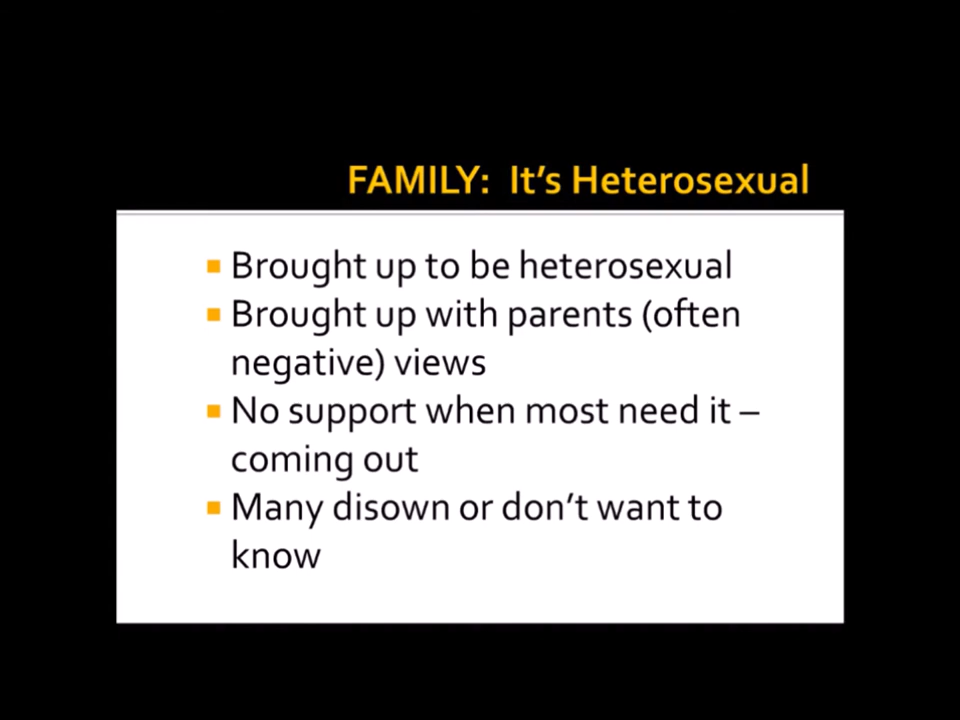 FAMILY: It's Heterosexual
▪ Brought up to be heterosexual
▪ Brought up with parents (often
negative) views
▪ No support when most need it –
coming out
▪ Many disown or don't want to
know